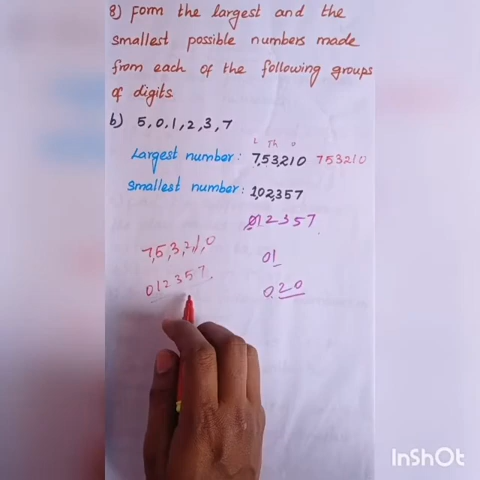 8) Form the largest and the
smallest possible numbers made
from each of the following groups
of digits
b) 5, 0, 1, 2, 3, 7
L Th O
Largest number: 7,53,210 753210
Smallest number: 1,02,357
012357
7,5,3,2,1,0
01
012357
020
InShOt